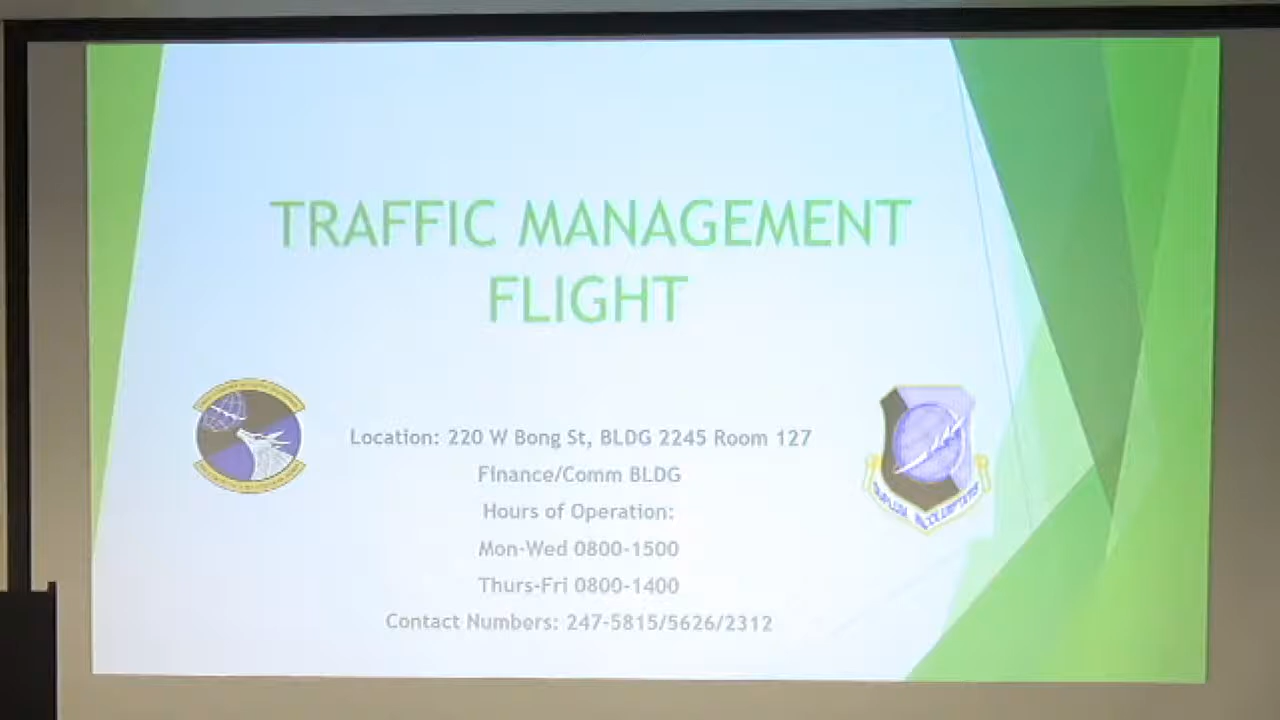 TRAFFIC MANAGEMENT
FLIGHT
Location: 220 W Bong St, BLDG 2245 Room 127
Finance/Comm BLDG
Hours of Operation:
Mon-Wed 0800-1500
Thurs-Fri 0800-1400
Contact Numbers: 247-5815/5626/2312